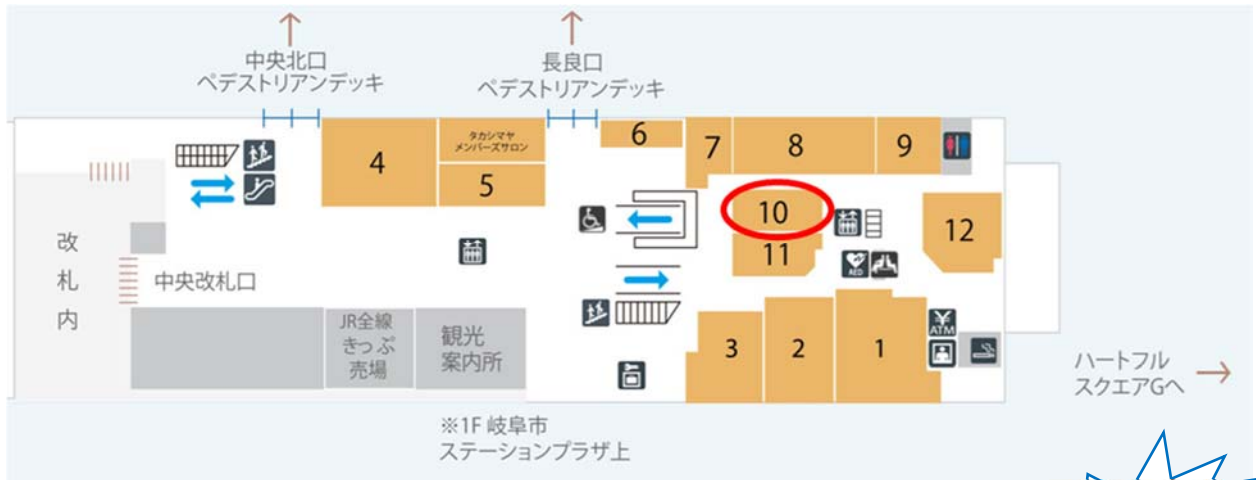 中央北口
ペデストリアンデッキ
長良口
ペデストリアンデッキ
4
タカシマヤ
メンバーズサロン
5
6
7
8
9
10
11
12
改
札
内
中央改札口
JR全線
きっぷ
売場
観光
案内所
3
2
1
AED
ATM
ハートフル
スクエアGへ
※1F 岐阜市
ステーションプラザ上